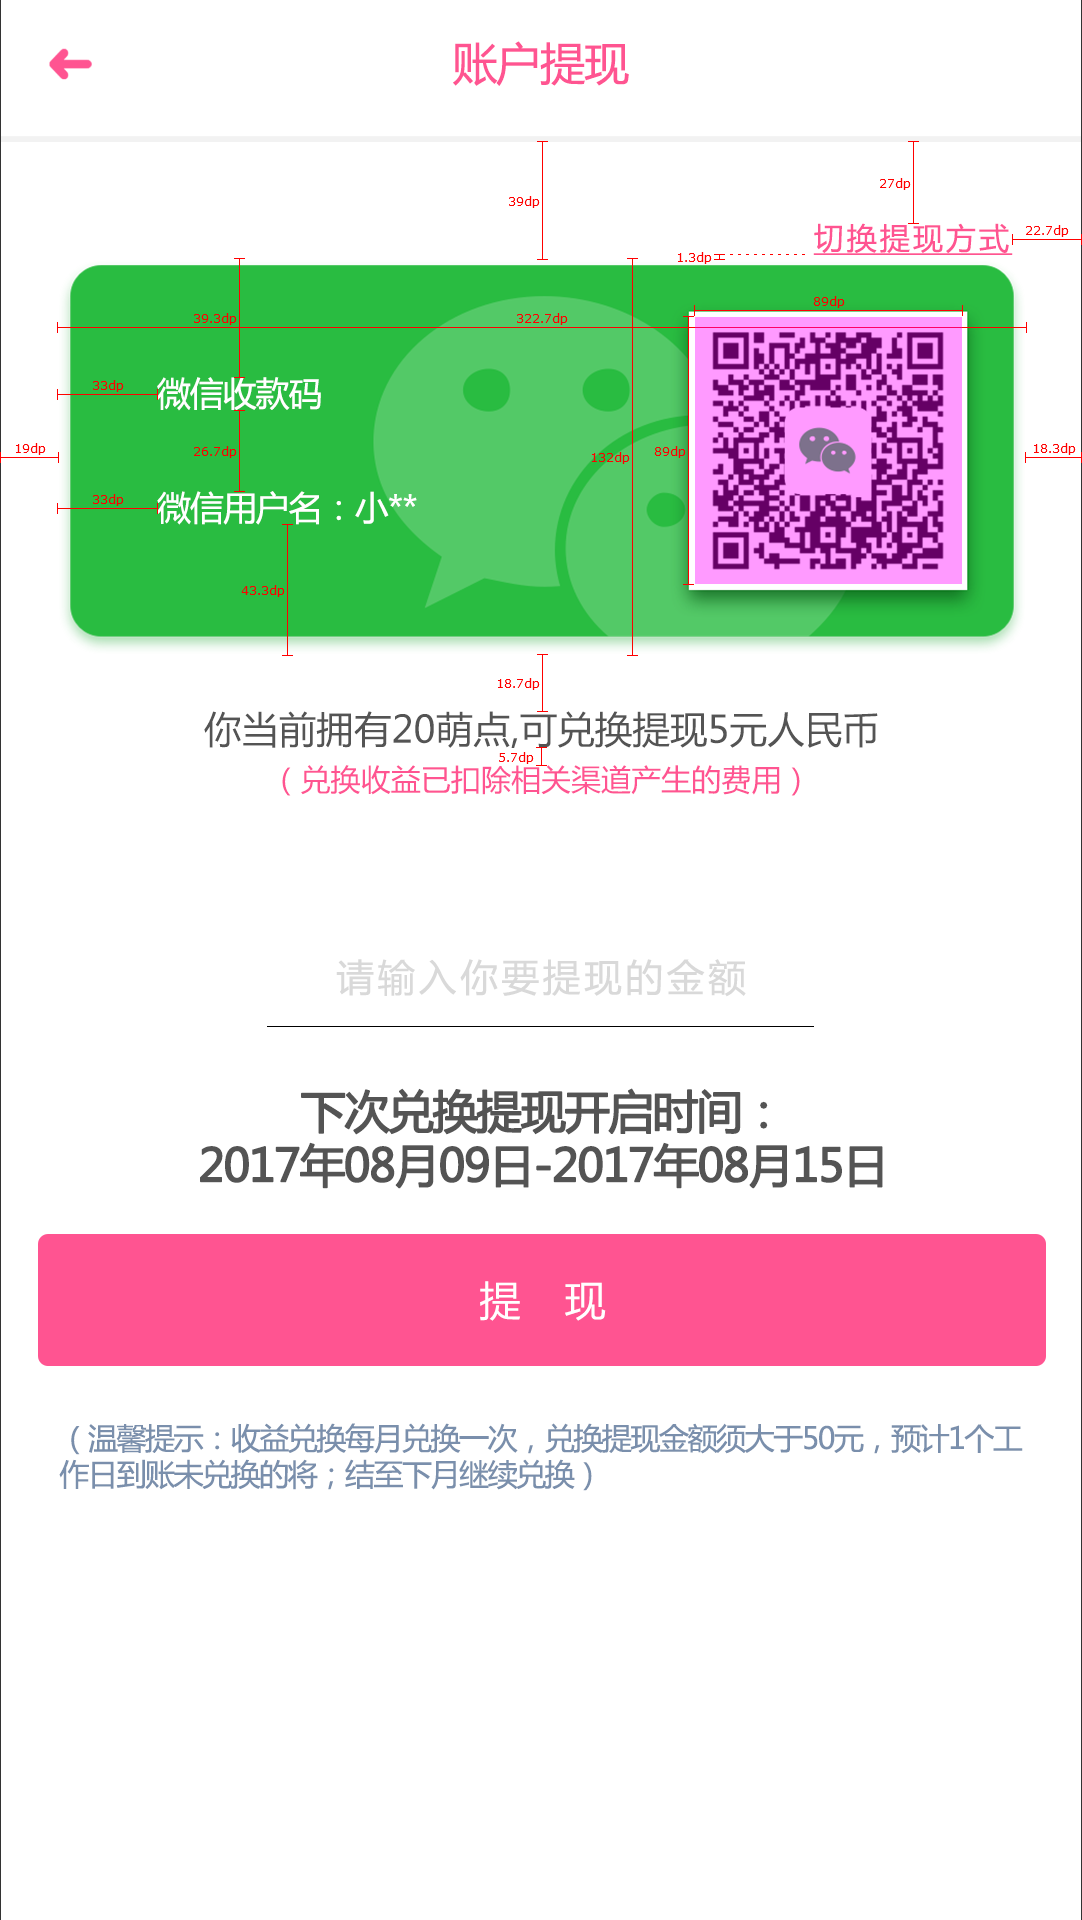 账户提现
39dp
27dp
切换提现方式
22.7dp
1.3dp
89dp
39.3dp
322.7dp
33dp
微信收款码
19dp
26.7dp
132dp
89dp
18.3dp
33dp
微信用户名：小**
43.3dp
18.7dp
你当前拥有20萌点,可兑换提现5元人民币
5.7dp
（兑换收益已扣除相关渠道产生的费用）
请输入你要提现的金额
下次兑换提现开启时间：
2017年08月09日-2017年08月15日
提 现
（温馨提示：收益兑换每月兑换一次，兑换提现金额须大于50元，预计1个工
作日到账未兑换的将；结至下月继续兑换）